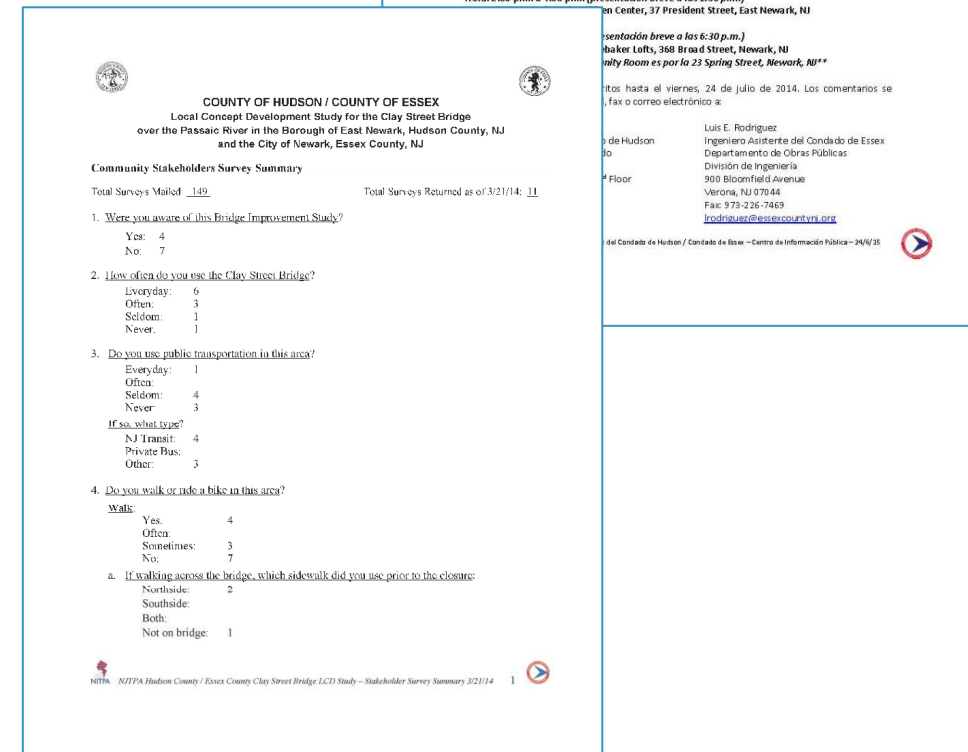 COUNTY OF HUDSON / COUNTY OF ESSEX
Local Concept Development Study for the Clay Street Bridge
over the Passaic River in the Borough of East Newark, Hudson County, NJ
and the City of Newark, Essex County, NJ
Community Stakeholders Survey Summary
Total Surveys Mailed 149 Total Surveys Returned as of 3/21/14: 11
1. Were you aware of this Bridge Improvement Study?
Yes: 4
No: 7
2. How often do you use the Clay Street Bridge?
Everyday: 6
Often: 3
Seldom: 1
Never: 1
3. Do you use public transportation in this area?
Everyday: 1
Often:
Seldom: 4
Never: 3
If so, what type?
NJ Transit: 4
Private Bus:
Other: 3
4. Do you walk or ride a bike in this area?
Walk:
Yes. 4
Often:
Sometimes: 3
No: 7
a. If walking across the bridge, which sidewalk did you use prior to the closure:
Northside: 2
Southside:
Both:
Not on bridge: 1
NJTPA NJTPA Hudson County / Essex County Clay Street Bridge LCD Study – Stakeholder Survey Summary 3/21/14 1
en Center, 37 President Street, East Newark, NJ
sentación breve a las 6:30 p.m.)
baker Lofts, 368 Broad Street, Newark, NJ
nity Room es por la 23 Spring Street, Newark, NJ**
itos hasta el viernes, 24 de julio de 2014. Los comentarios se
, fax o correo electrónico a:
Luis E. Rodriguez
de Hudson Ingeniero Asistente del Condado de Essex
do Departamento de Obras Públicas
División de Ingeniería
Floor 900 Bloomfield Avenue
Verona, NJ 07044
Fax: 973-226-7469
lrodriguez@essexcountynj.org
del Condado de Hudson / Condado de Essex – Centro de Información Pública – 24/6/15